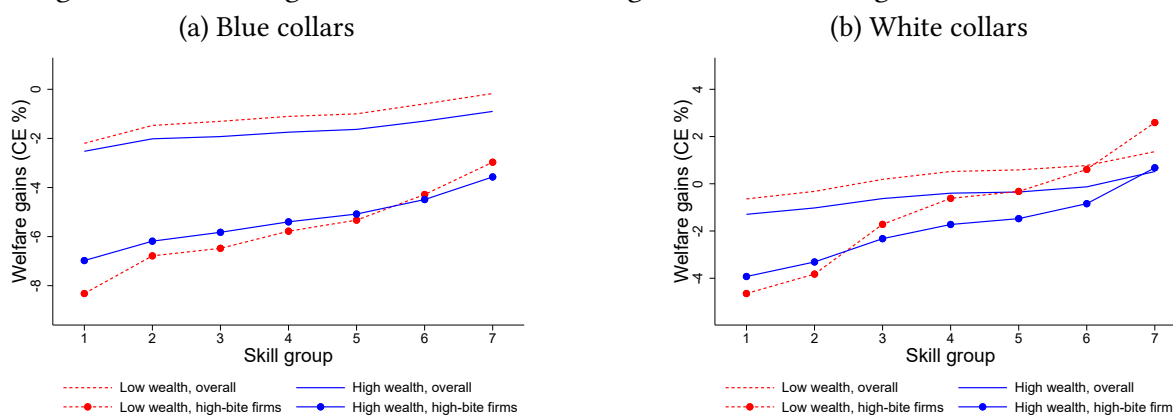 (a) Blue collars
Welfare gains (CE %)
0
-2
-4
-6
-8
1 2 3 4 5 6 7
Skill group
Low wealth, overall High wealth, overall
Low wealth, high-bite firms High wealth, high-bite firms
(b) White collars
Welfare gains (CE %)
4
2
0
-2
-4
1 2 3 4 5 6 7
Skill group
Low wealth, overall High wealth, overall
Low wealth, high-bite firms High wealth, high-bite firms